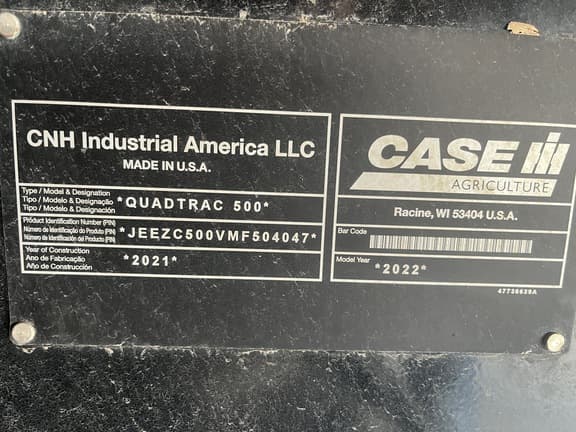 CNH Industrial America LLC
MADE IN U.S.A.
Type / Model & Designation
Tipo / Modelo & Designação
Tipo / Modelo & Designación
*QUADTRAC 500*
Product Identification Number (PIN)
Número de Identificação do Produto (PIN)
Número de Identificación del Producto (PIN)
*JEEZC500VMF504047*
Year of Construction
Ano de Fabricação
Año de Construcción
*2021*
CASE IH
AGRICULTURE
Racine, WI 53404 U.S.A.
Bar Code
Model Year
*2022*
47736639A